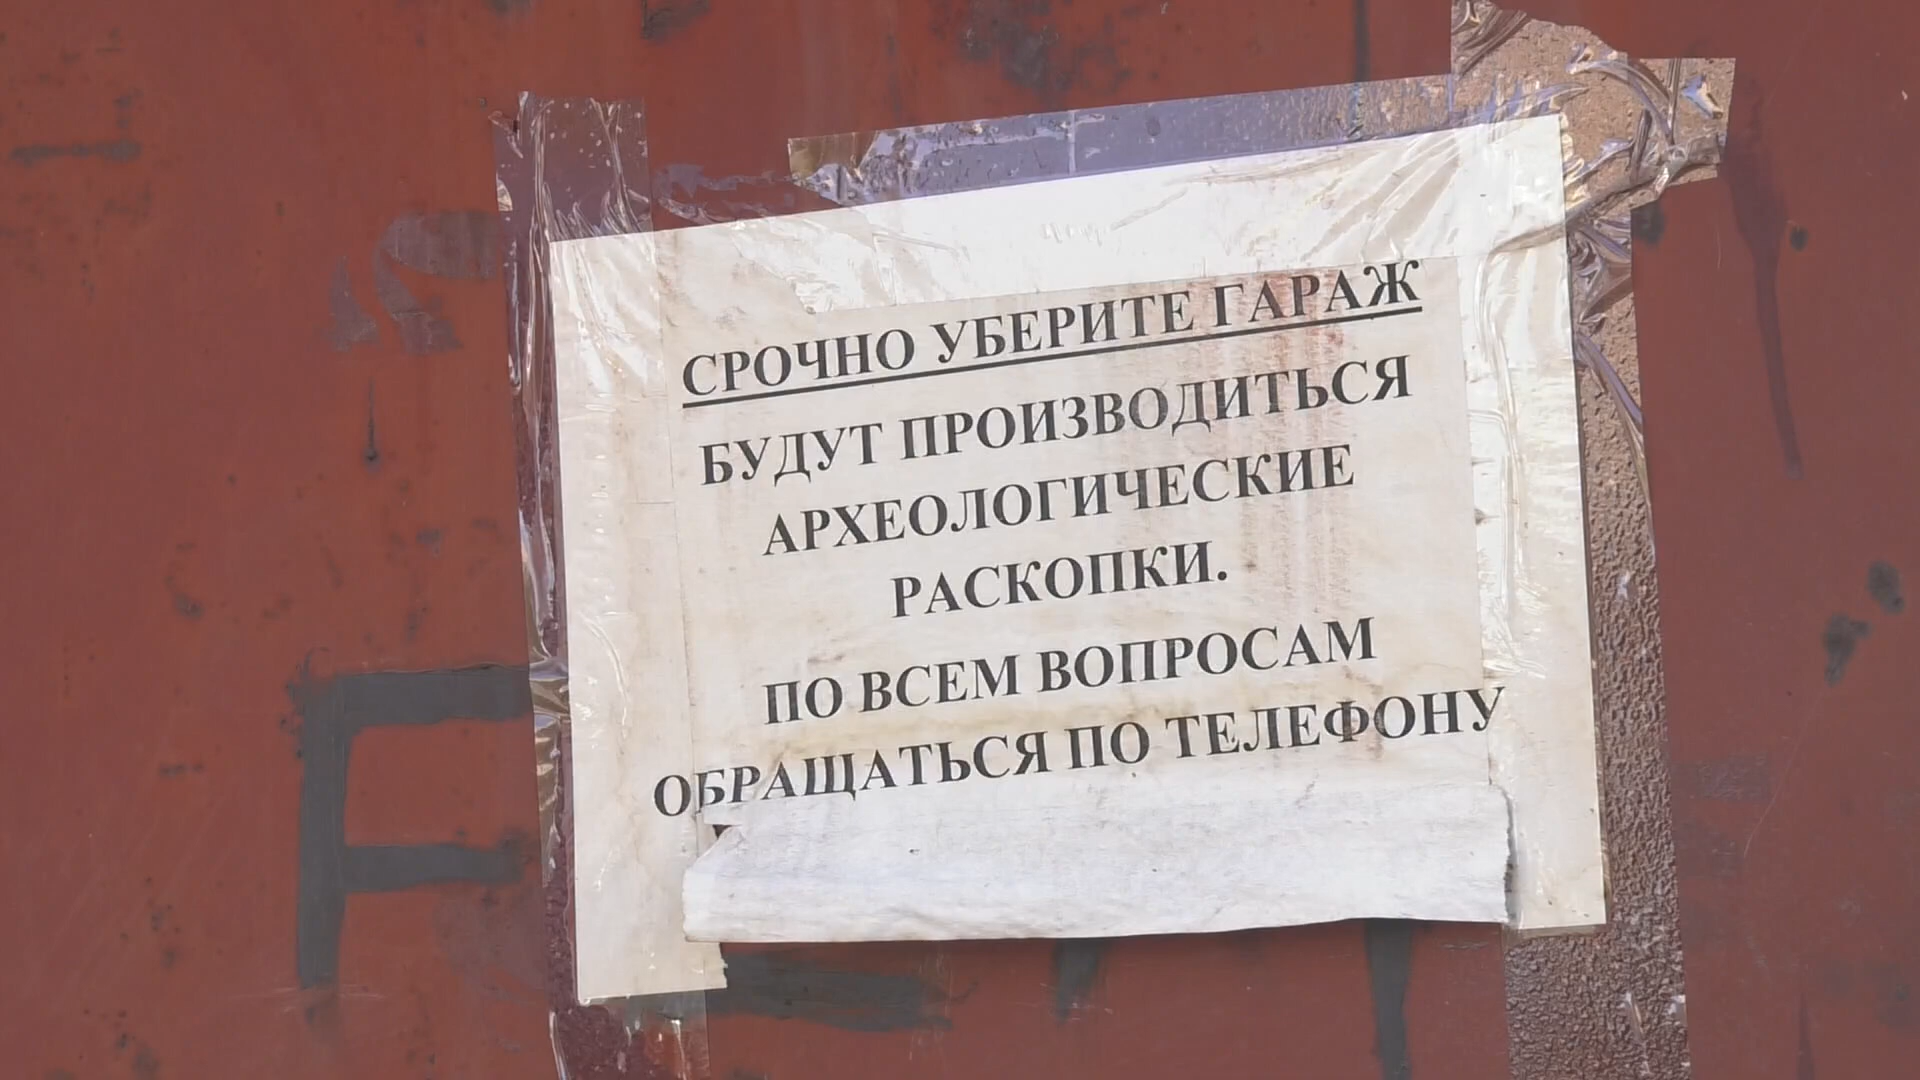 СРОЧНО УБЕРИТЕ ГАРАЖ
БУДУТ ПРОИЗВОДИТЬСЯ
АРХЕОЛОГИЧЕСКИЕ
РАСКОПКИ.
ПО ВСЕМ ВОПРОСАМ
ОБРАЩАТЬСЯ ПО ТЕЛЕФОНУ